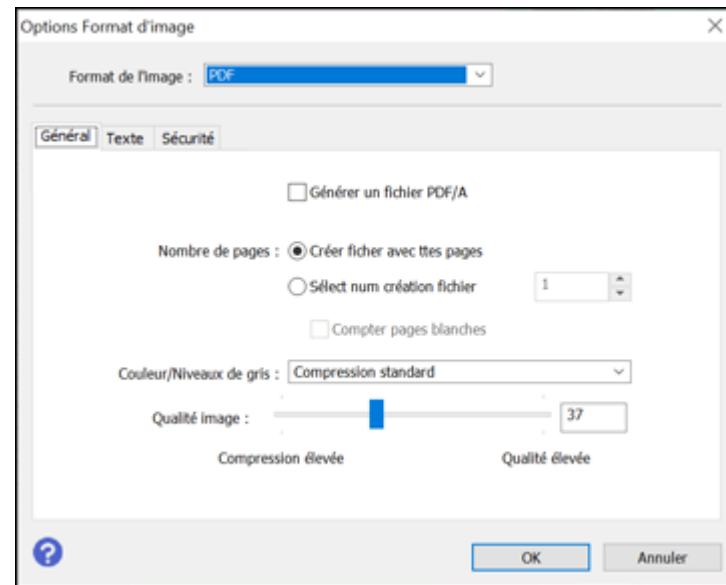 Options Format d'image
Format de l'image : PDF
Général Texte Sécurité
Générer un fichier PDF/A
Nombre de pages : Créer ficher avec ttes pages
Sélect num création fichier 1
Compter pages blanches
Couleur/Niveaux de gris : Compression standard
Qualité image : 37
Compression élevée Qualité élevée
? OK Annuler